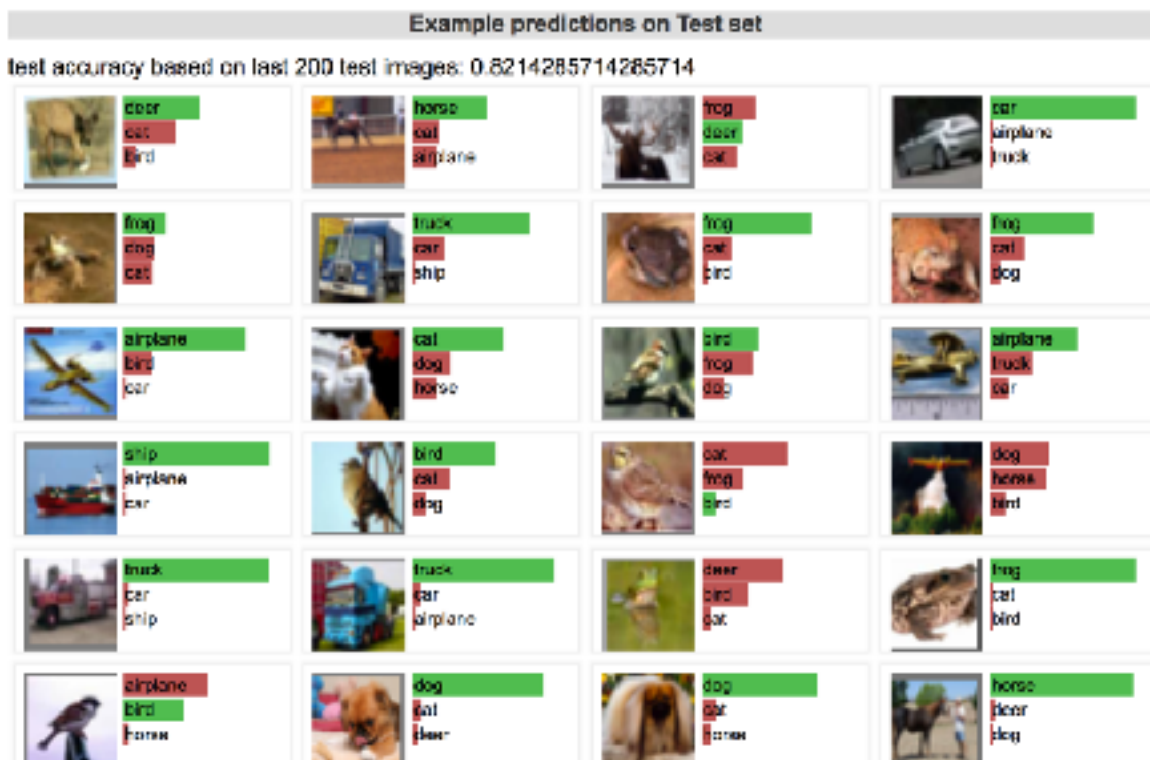 Example predictions on Test set
test accuracy based on last 200 test images: 0.8214285714285714
deer
cat
bird
horse
cat
airplane
frog
deer
cat
car
airplane
truck
frog
dog
cat
truck
car
ship
frog
cat
bird
frog
cat
dog
airplane
bird
car
cat
dog
horse
bird
frog
dog
airplane
truck
car
ship
airplane
car
bird
cat
dog
cat
frog
bird
dog
horse
bird
truck
car
ship
truck
car
airplane
deer
bird
cat
frog
cat
bird
airplane
bird
horse
dog
cat
deer
dog
cat
horse
horse
deer
dog